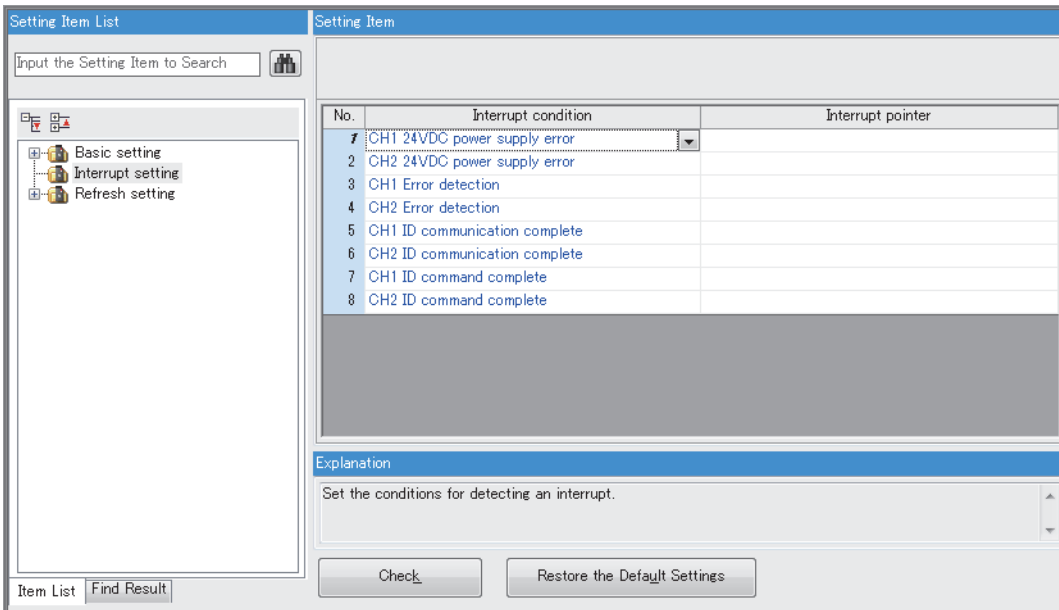 Setting Item List
Input the Setting Item to Search
Basic setting
Interrupt setting
Refresh setting
Item List Find Result
Setting Item
No. Interrupt condition Interrupt pointer
1 CH1 24VDC power supply error
2 CH2 24VDC power supply error
3 CH1 Error detection
4 CH2 Error detection
5 CH1 ID communication complete
6 CH2 ID communication complete
7 CH1 ID command complete
8 CH2 ID command complete
Explanation
Set the conditions for detecting an interrupt.
Check Restore the Default Settings